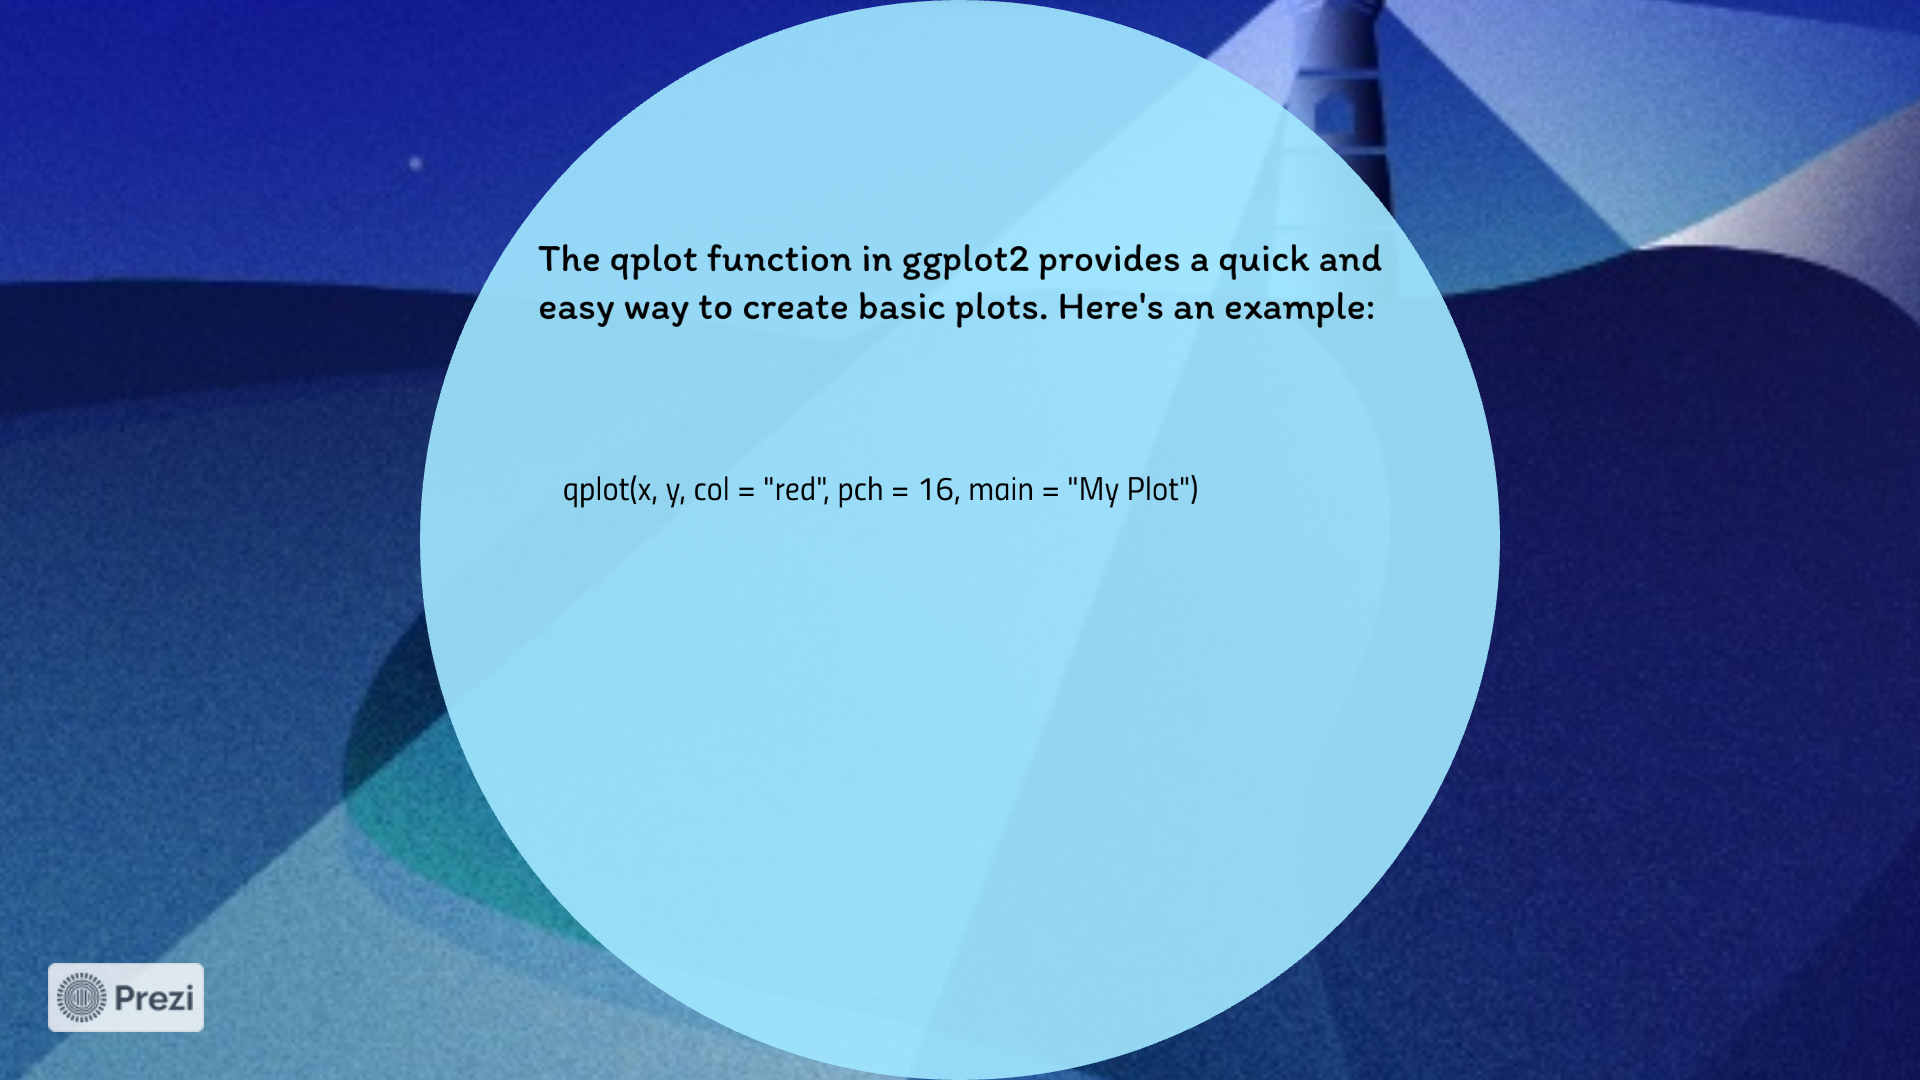 The qplot function in ggplot2 provides a quick and
easy way to create basic plots. Here's an example:
qplot(x, y, col = "red", pch = 16, main = "My Plot")
Prezi